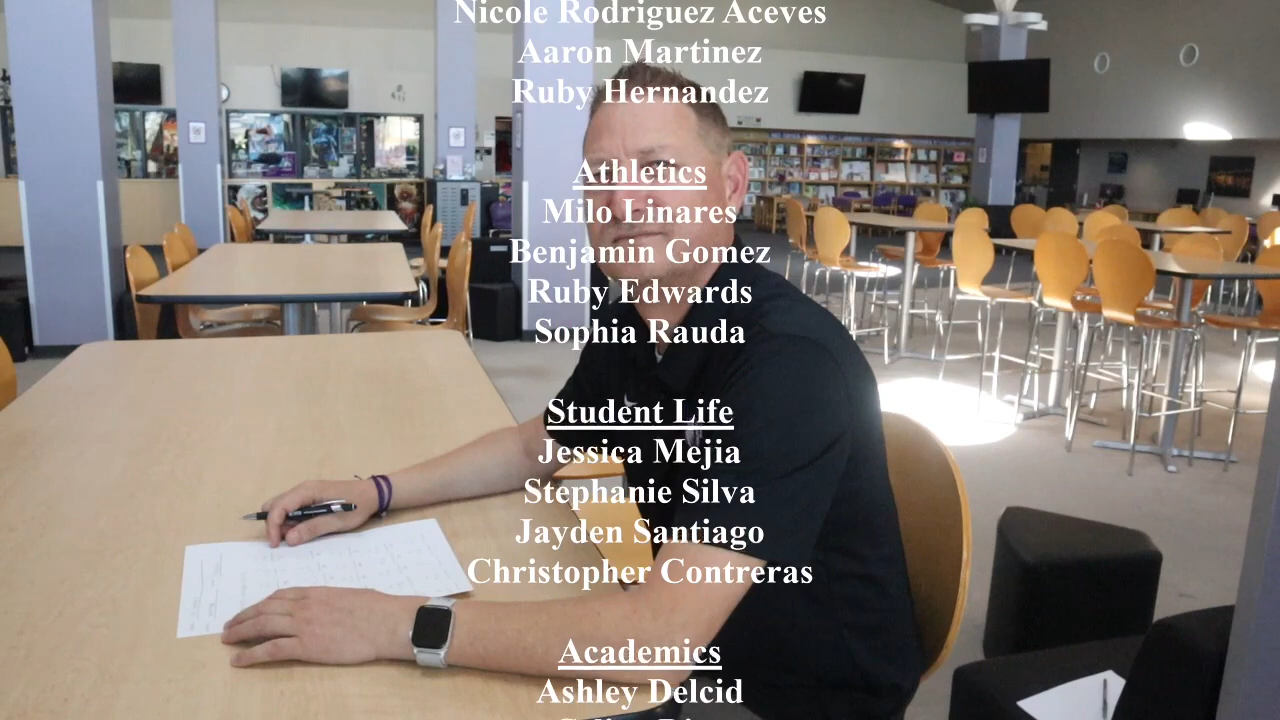 Nicole Rodriguez Aceves
Aaron Martinez
Ruby Hernandez
Athletics
Milo Linares
Benjamin Gomez
Ruby Edwards
Sophia Rauda
Student Life
Jessica Mejia
Stephanie Silva
Jayden Santiago
Christopher Contreras
Academics
Ashley Delcid